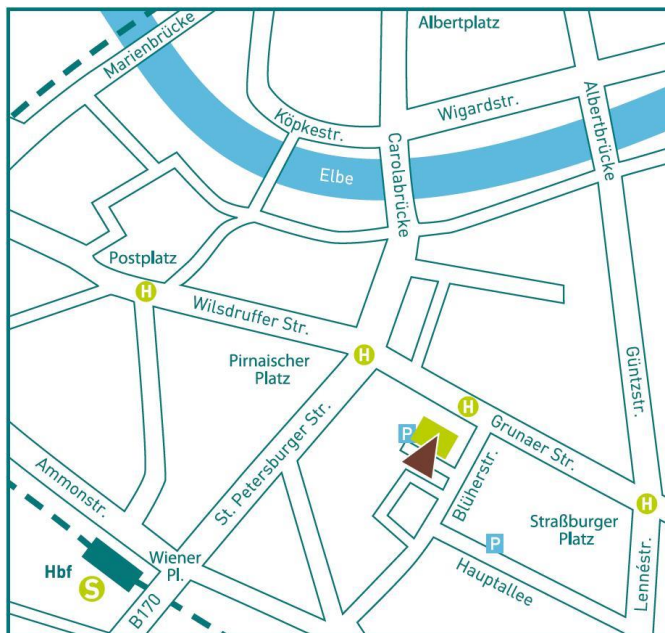 Albertplatz
Marienbrücke
Köpkestr.
Wigardstr.
Albertbrücke
Carolabrücke
Elbe
Postplatz
H
Wilsdruffer Str.
H
Pirnaischer
Platz
Güntzstr.
H
Grunaer Str.
P
St. Petersburger Str.
Blüherstr.
Ammonstr.
H
Straßburger
Platz
P
Wiener
Pl.
Hbf
S
B170
Hauptallee
Lennéstr.